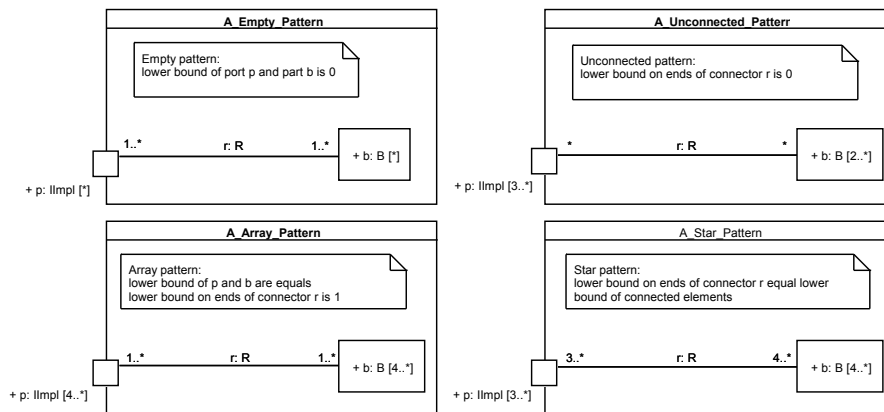 A_Empty_Pattern
Empty pattern:
lower bound of port p and part b is 0
1..*
r: R
1..*
+ b: B [*]
+ p: IImpl [*]
A_Unconnected_Patterr
Unconnected pattern:
lower bound on ends of connector r is 0
*
r: R
*
+ b: B [2..*]
+ p: IImpl [3..*]
A_Array_Pattern
Array pattern:
lower bound of p and b are equals
lower bound on ends of connector r is 1
1..*
r: R
1..*
+ b: B [4..*]
+ p: IImpl [4..*]
A_Star_Pattern
Star pattern:
lower bound on ends of connector r equal lower
bound of connected elements
3..*
r: R
4..*
+ b: B [4..*]
+ p: IImpl [3..*]